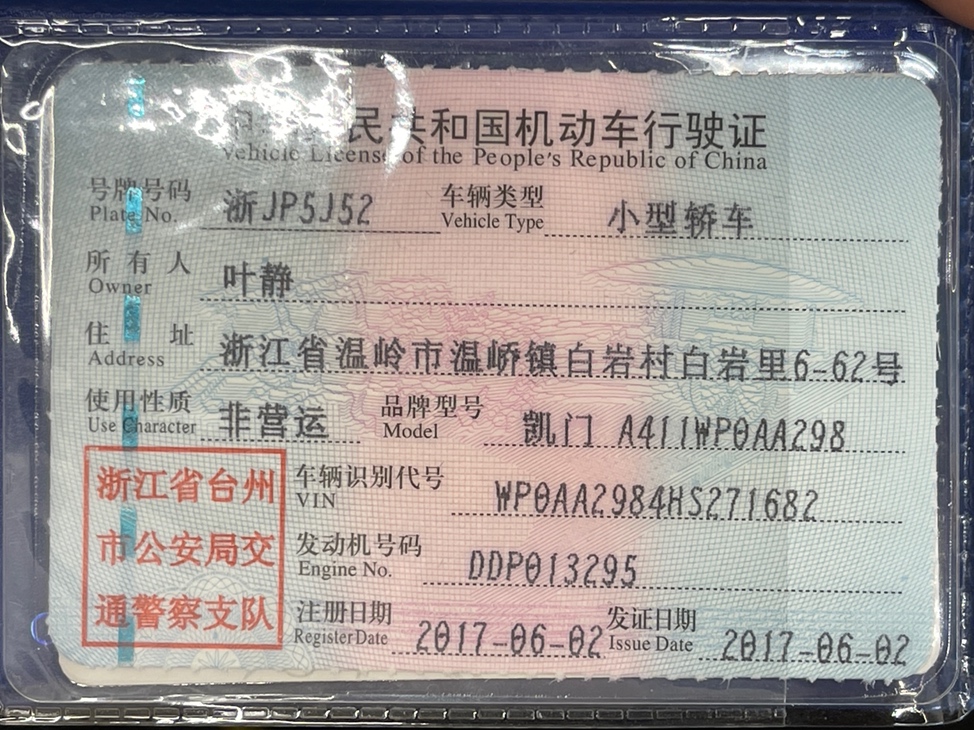 民共和国机动车行驶证
Vehicle License of the People's Republic of China
号牌号码 浙JP5J52 车辆类型 小型轿车
Plate No. Vehicle Type
所有人 叶静
Owner
住址 浙江省温岭市温峤镇白岩村白岩里6-62号
Address
使用性质 非营运 品牌型号 凯门 A411WP0AA298
Use Character Model
浙江省台州
市公安局交
通警察支队
车辆识别代号 WP0AA2984HS271682
VIN
发动机号码 DDP013295
Engine No.
注册日期 2017-06-02 发证日期 2017-06-02
Register Date Issue Date